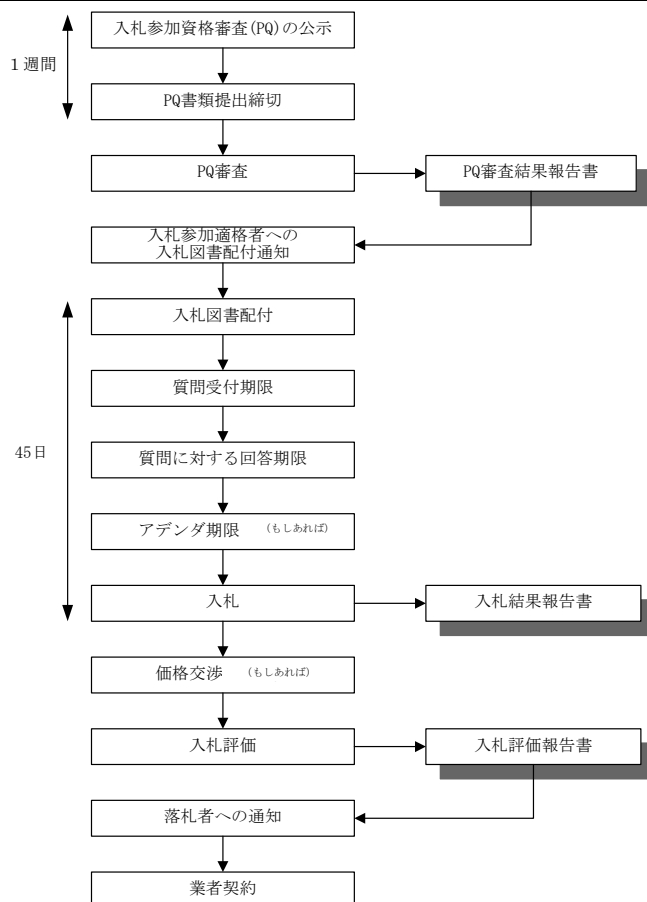 入札参加資格審査(PQ)の公示
1週間
PQ書類提出締切
PQ審査
PQ審査結果報告書
入札参加適格者への
入札図書配付通知
入札図書配付
質問受付期限
45日
質問に対する回答期限
アデンダ期限 (もしあれば)
入札
入札結果報告書
価格交渉 (もしあれば)
入札評価
入札評価報告書
落札者への通知
業者契約